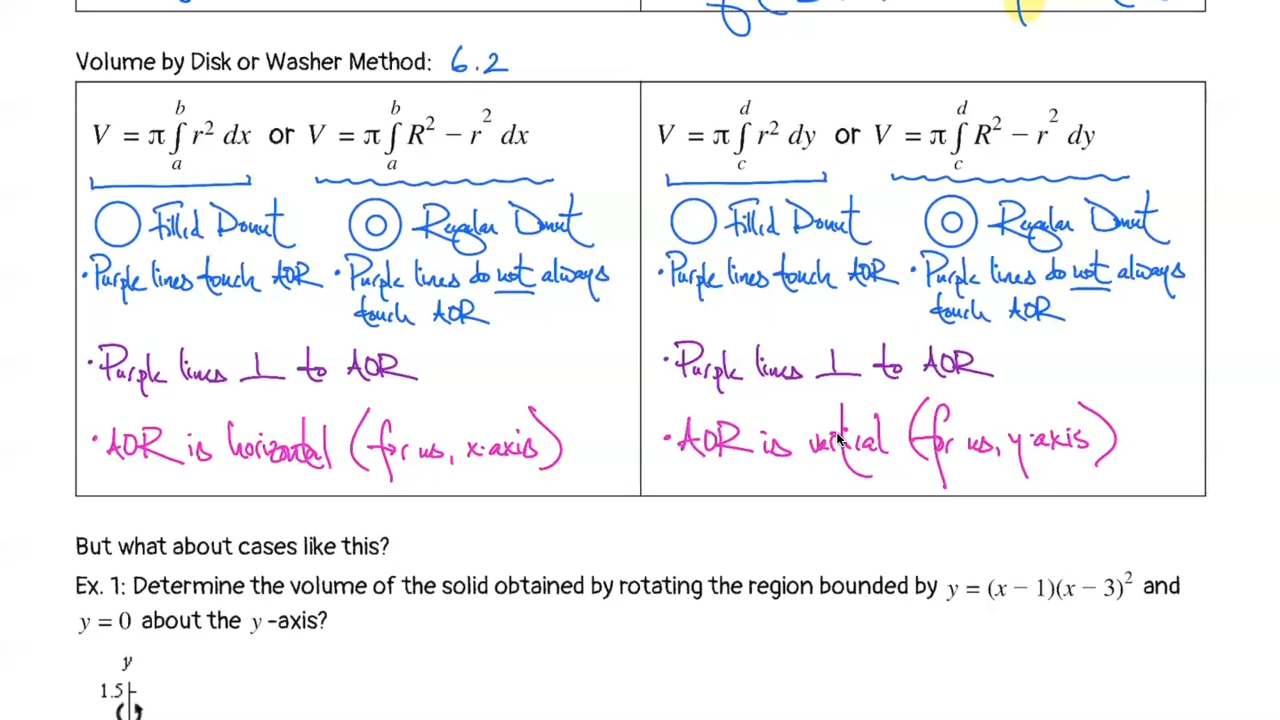 Volume by Disk or Washer Method: 6.2
V = π∫ₐᵇ r² dx or V = π∫ₐᵇ R² − r² dx
Filled Donut
Regular Donut
· Purple lines touch AOR
· Purple lines do not always
touch AOR
· Purple lines ⊥ to AOR
· AOR is horizontal (for us, x-axis)
V = π∫_c^d r² dy or V = π∫_c^d R² − r² dy
Filled Donut
Regular Donut
· Purple lines touch AOR
· Purple lines do not always
touch AOR
· Purple lines ⊥ to AOR
· AOR is vertical (for us, y-axis)
But what about cases like this?
Ex. 1: Determine the volume of the solid obtained by rotating the region bounded by y = (x − 1)(x − 3)² and
y = 0 about the y -axis?
y
1.5